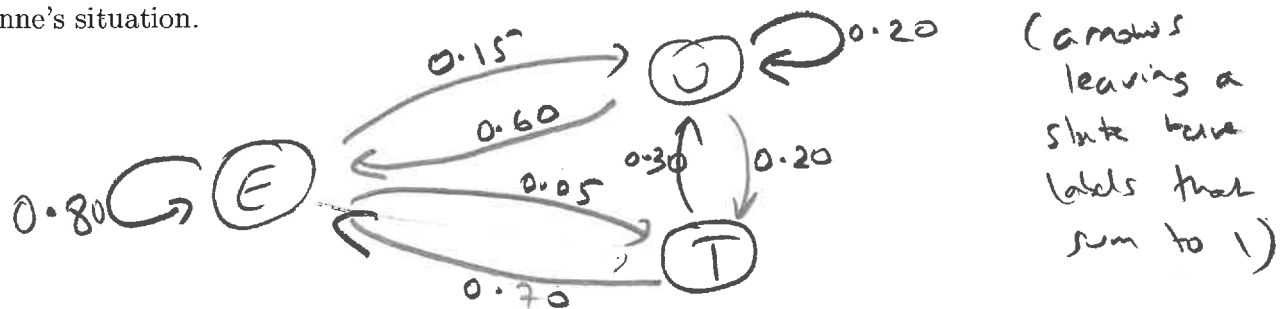 nne's situation.
0.15
U
0.20
0.60
0.80
E
0.05
0.30
0.20
T
0.70
(arrows
leaving a
state have
labels that
sum to 1)